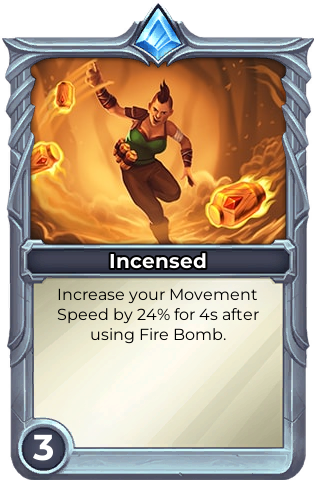 Incensed
Increase your Movement
Speed by 24% for 4s after
using Fire Bomb.
3